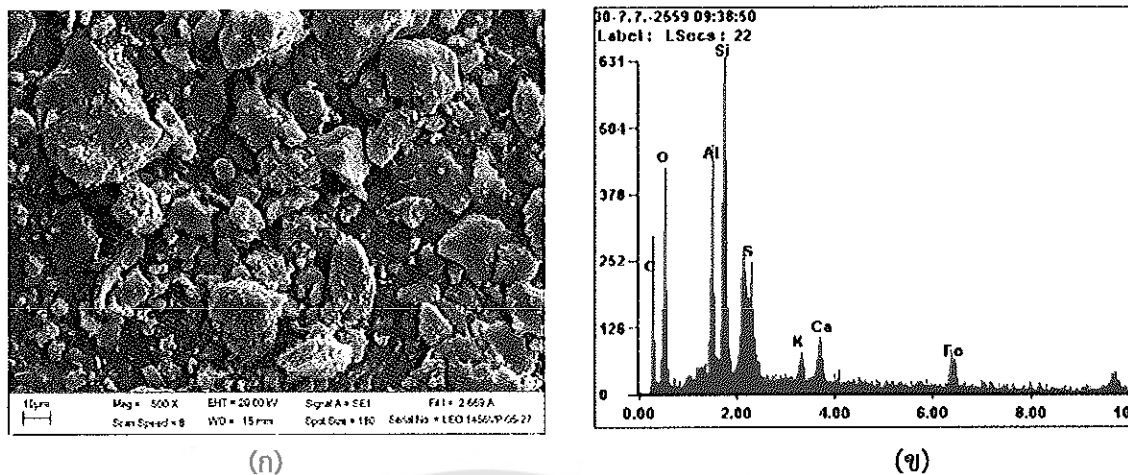 30-7.7.-2559 09:38:50
Label: LSecs: 22
Si
631
504
O
Al
378
C
S
252
126
K
Ca
Fe
0
0.00 2.00 4.00 6.00 8.00 10
10µm
Mag = 500 X
EHT = 20.00 kV
Signal A = SE1
Fil I = 2.669 A
Scan Speed = 8
WD = 15 mm
Spot Size = 180
Serial No. = LEO 1455VP-05-27
(ก)
(ข)